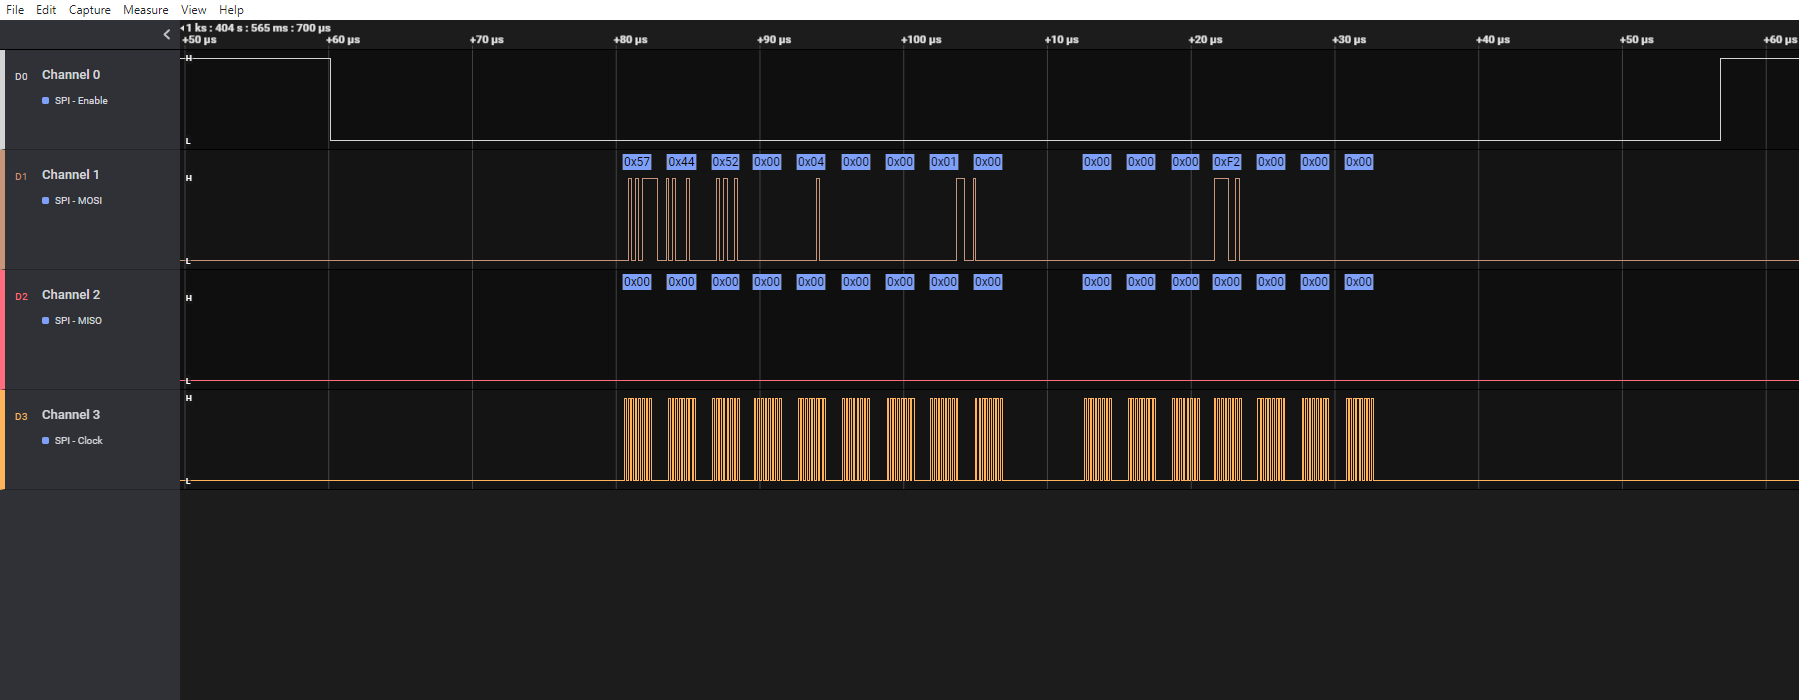 File Edit Capture Measure View Help
1 ks : 404 s : 565 ms : 700 µs
+50 µs +60 µs +70 µs +80 µs +90 µs +100 µs +10 µs +20 µs +30 µs +40 µs +50 µs +60 µs
D0 Channel 0
SPI - Enable
H
L
0x57 0x44 0x52 0x00 0x04 0x00 0x00 0x01 0x00 0x00 0x00 0x00 0xF2 0x00 0x00 0x00
D1 Channel 1
SPI - MOSI
H
L
0x00 0x00 0x00 0x00 0x00 0x00 0x00 0x00 0x00 0x00 0x00 0x00 0x00 0x00 0x00 0x00
D2 Channel 2
SPI - MISO
H
L
D3 Channel 3
SPI - Clock
H
L